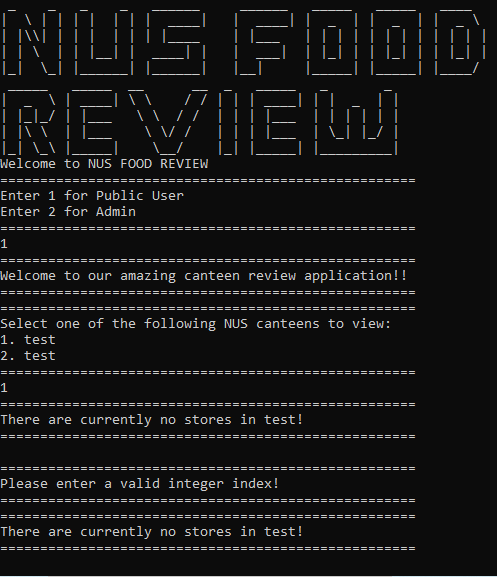 NUS FOOD
REVIEW
Welcome to NUS FOOD REVIEW
====================================================
Enter 1 for Public User
Enter 2 for Admin
====================================================
1
====================================================
Welcome to our amazing canteen review application!!
====================================================
====================================================
Select one of the following NUS canteens to view:
1. test
2. test
====================================================
1
====================================================
There are currently no stores in test!
====================================================
====================================================
Please enter a valid integer index!
====================================================
====================================================
There are currently no stores in test!
====================================================